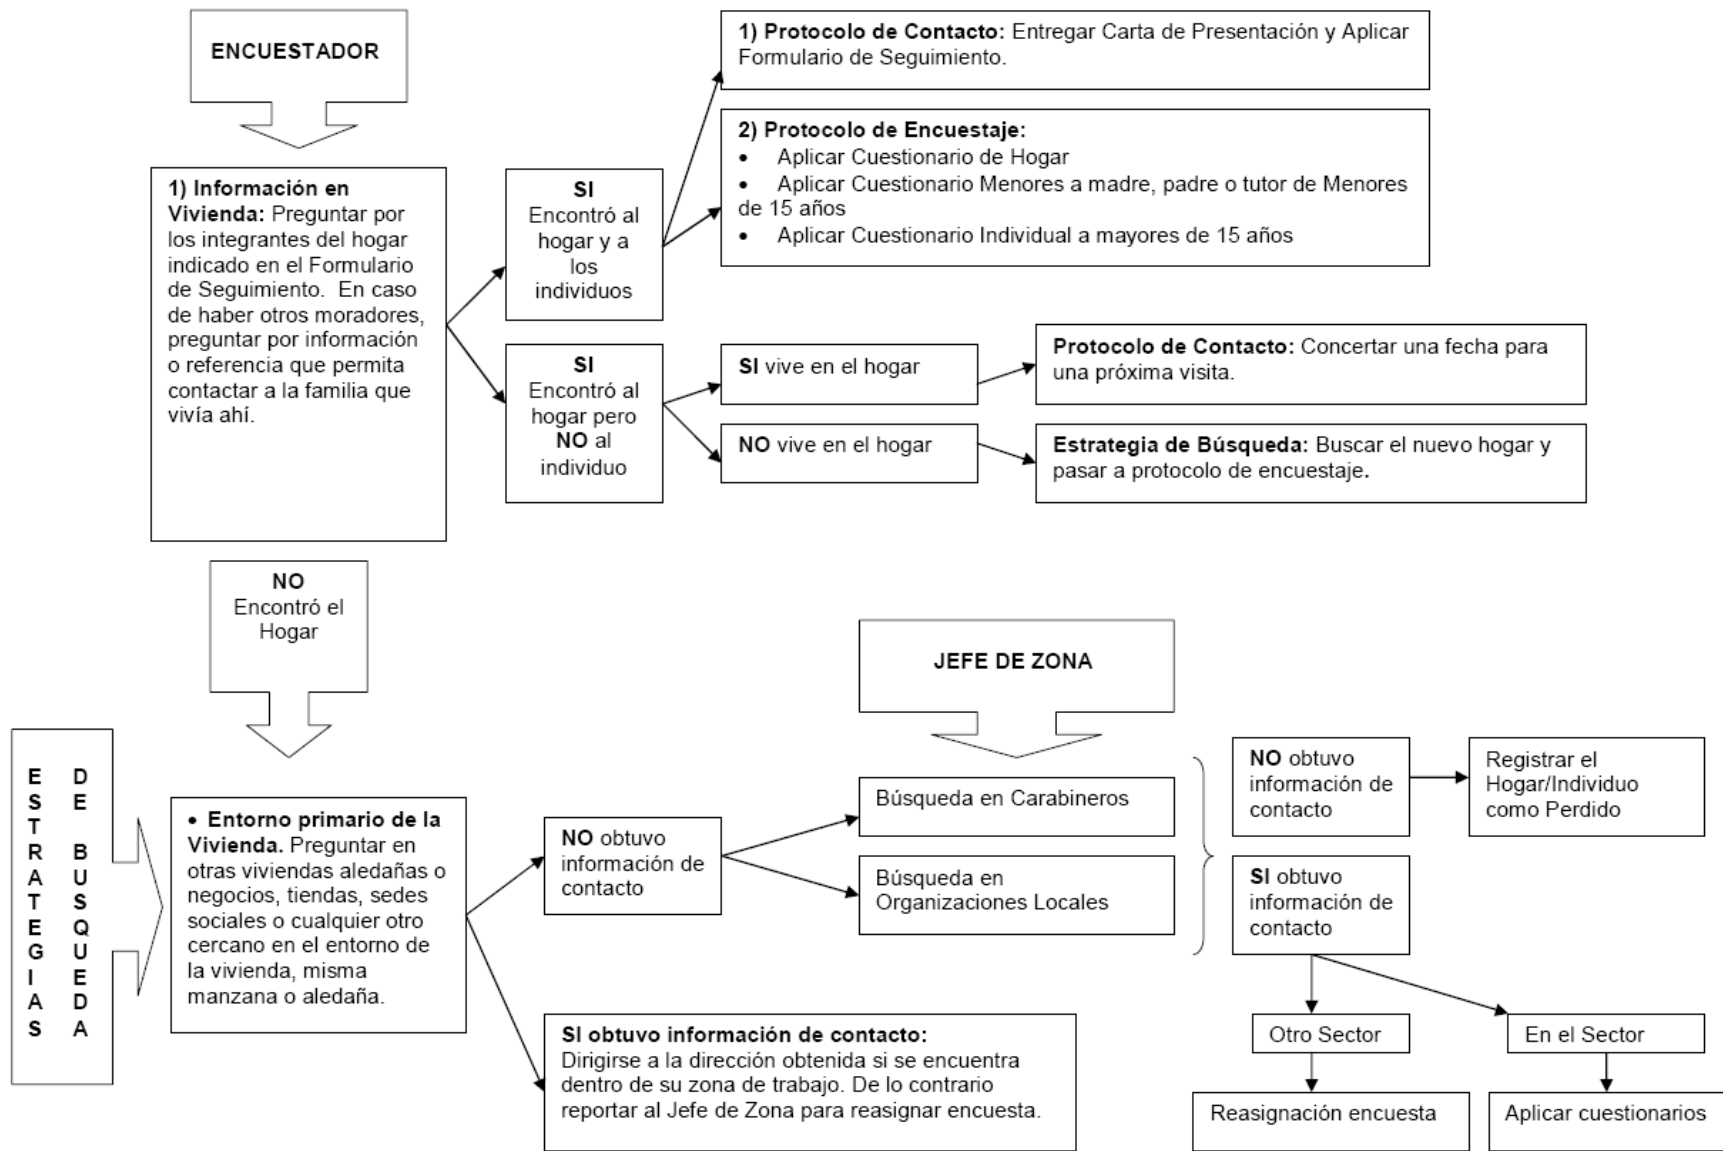 ENCUESTADOR
1) Protocolo de Contacto: Entregar Carta de Presentación y Aplicar
Formulario de Seguimiento.
2) Protocolo de Encuestaje:
• Aplicar Cuestionario de Hogar
• Aplicar Cuestionario Menores a madre, padre o tutor de Menores
de 15 años
• Aplicar Cuestionario Individual a mayores de 15 años
1) Información en
Vivienda: Preguntar por
los integrantes del hogar
indicado en el Formulario
de Seguimiento. En caso
de haber otros moradores,
preguntar por información
o referencia que permita
contactar a la familia que
vivía ahí.
SI
Encontró al
hogar y a
los
individuos
SI
Encontró al
hogar pero
NO al
individuo
SI vive en el hogar
NO vive en el hogar
Protocolo de Contacto: Concertar una fecha para
una próxima visita.
Estrategia de Búsqueda: Buscar el nuevo hogar y
pasar a protocolo de encuestaje.
NO
Encontró el
Hogar
JEFE DE ZONA
ESTRATEGIAS
DE BUSQUEDA
• Entorno primario de la
Vivienda. Preguntar en
otras viviendas aledañas o
negocios, tiendas, sedes
sociales o cualquier otro
cercano en el entorno de
la vivienda, misma
manzana o aledaña.
NO obtuvo
información de
contacto
SI obtuvo información de contacto:
Dirigirse a la dirección obtenida si se encuentra
dentro de su zona de trabajo. De lo contrario
reportar al Jefe de Zona para reasignar encuesta.
Búsqueda en Carabineros
Búsqueda en
Organizaciones Locales
NO obtuvo
información de
contacto
Registrar el
Hogar/Individuo
como Perdido
SI obtuvo
información de
contacto
Otro Sector
En el Sector
Reasignación encuesta
Aplicar cuestionarios